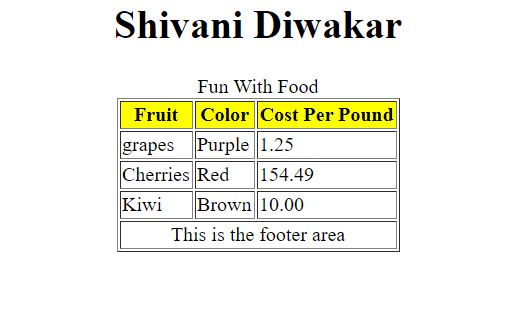 Shivani Diwakar
Fun With Food
Fruit Color Cost Per Pound
grapes Purple 1.25
Cherries Red 154.49
Kiwi Brown 10.00
This is the footer area